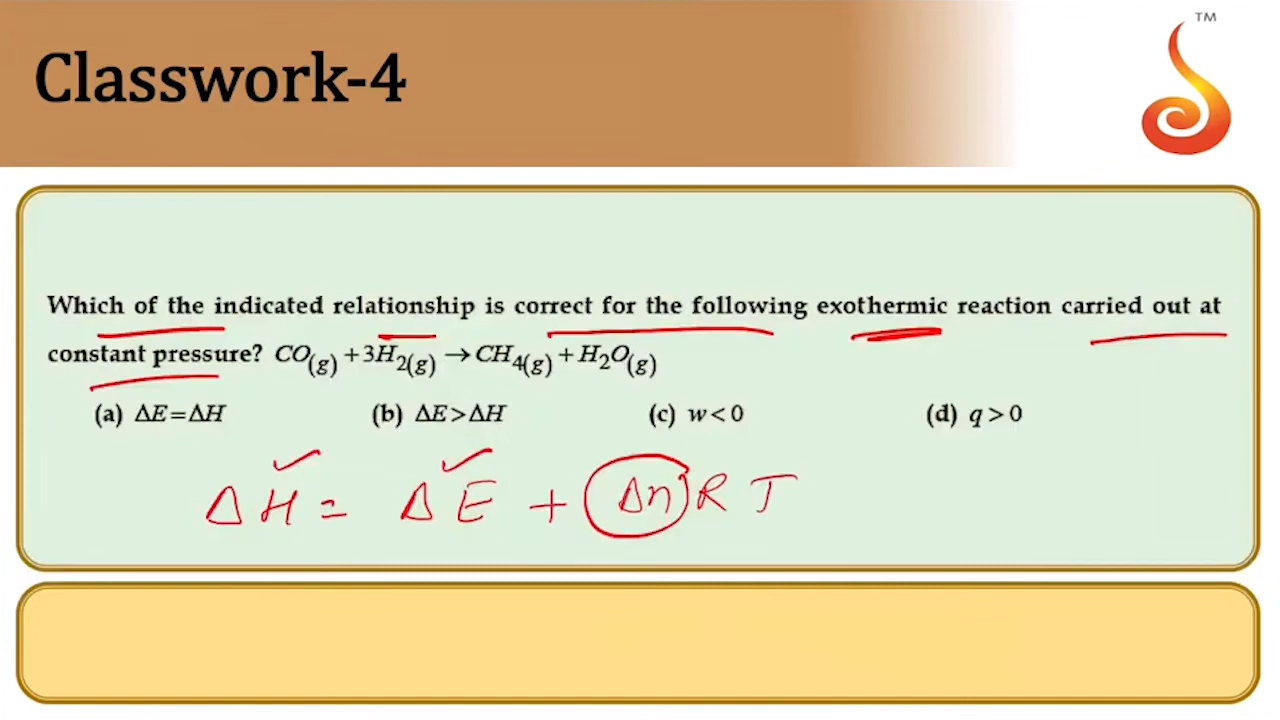 TM
Classwork-4
Which of the indicated relationship is correct for the following exothermic reaction carried out at
constant pressure? CO(g) + 3H2(g) → CH4(g) + H2O(g)
(a) ΔE = ΔH (b) ΔE > ΔH (c) w < 0 (d) q > 0
ΔH = ΔE + Δn RT